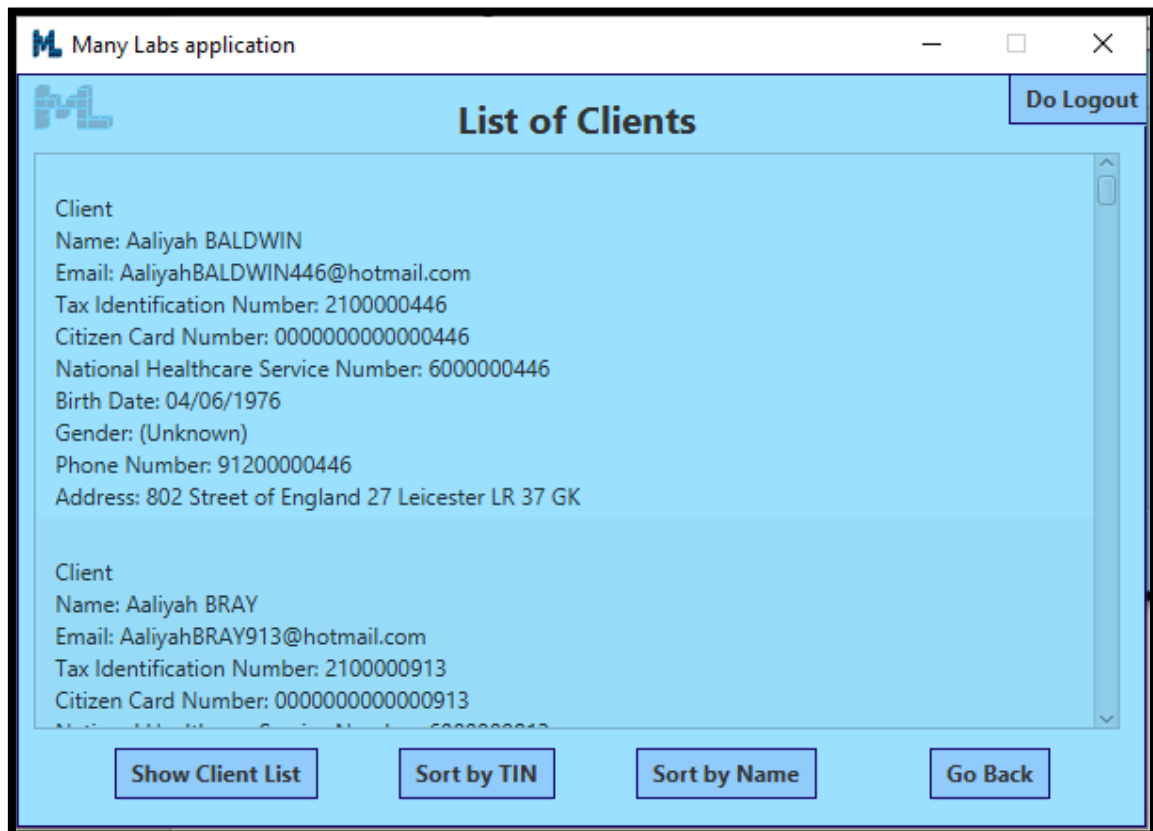 ML Many Labs application
ML
Do Logout
List of Clients
Client
Name: Aaliyah BALDWIN
Email: AaliyahBALDWIN446@hotmail.com
Tax Identification Number: 2100000446
Citizen Card Number: 0000000000000446
National Healthcare Service Number: 6000000446
Birth Date: 04/06/1976
Gender: (Unknown)
Phone Number: 91200000446
Address: 802 Street of England 27 Leicester LR 37 GK
Client
Name: Aaliyah BRAY
Email: AaliyahBRAY913@hotmail.com
Tax Identification Number: 2100000913
Citizen Card Number: 0000000000000913
Show Client List
Sort by TIN
Sort by Name
Go Back